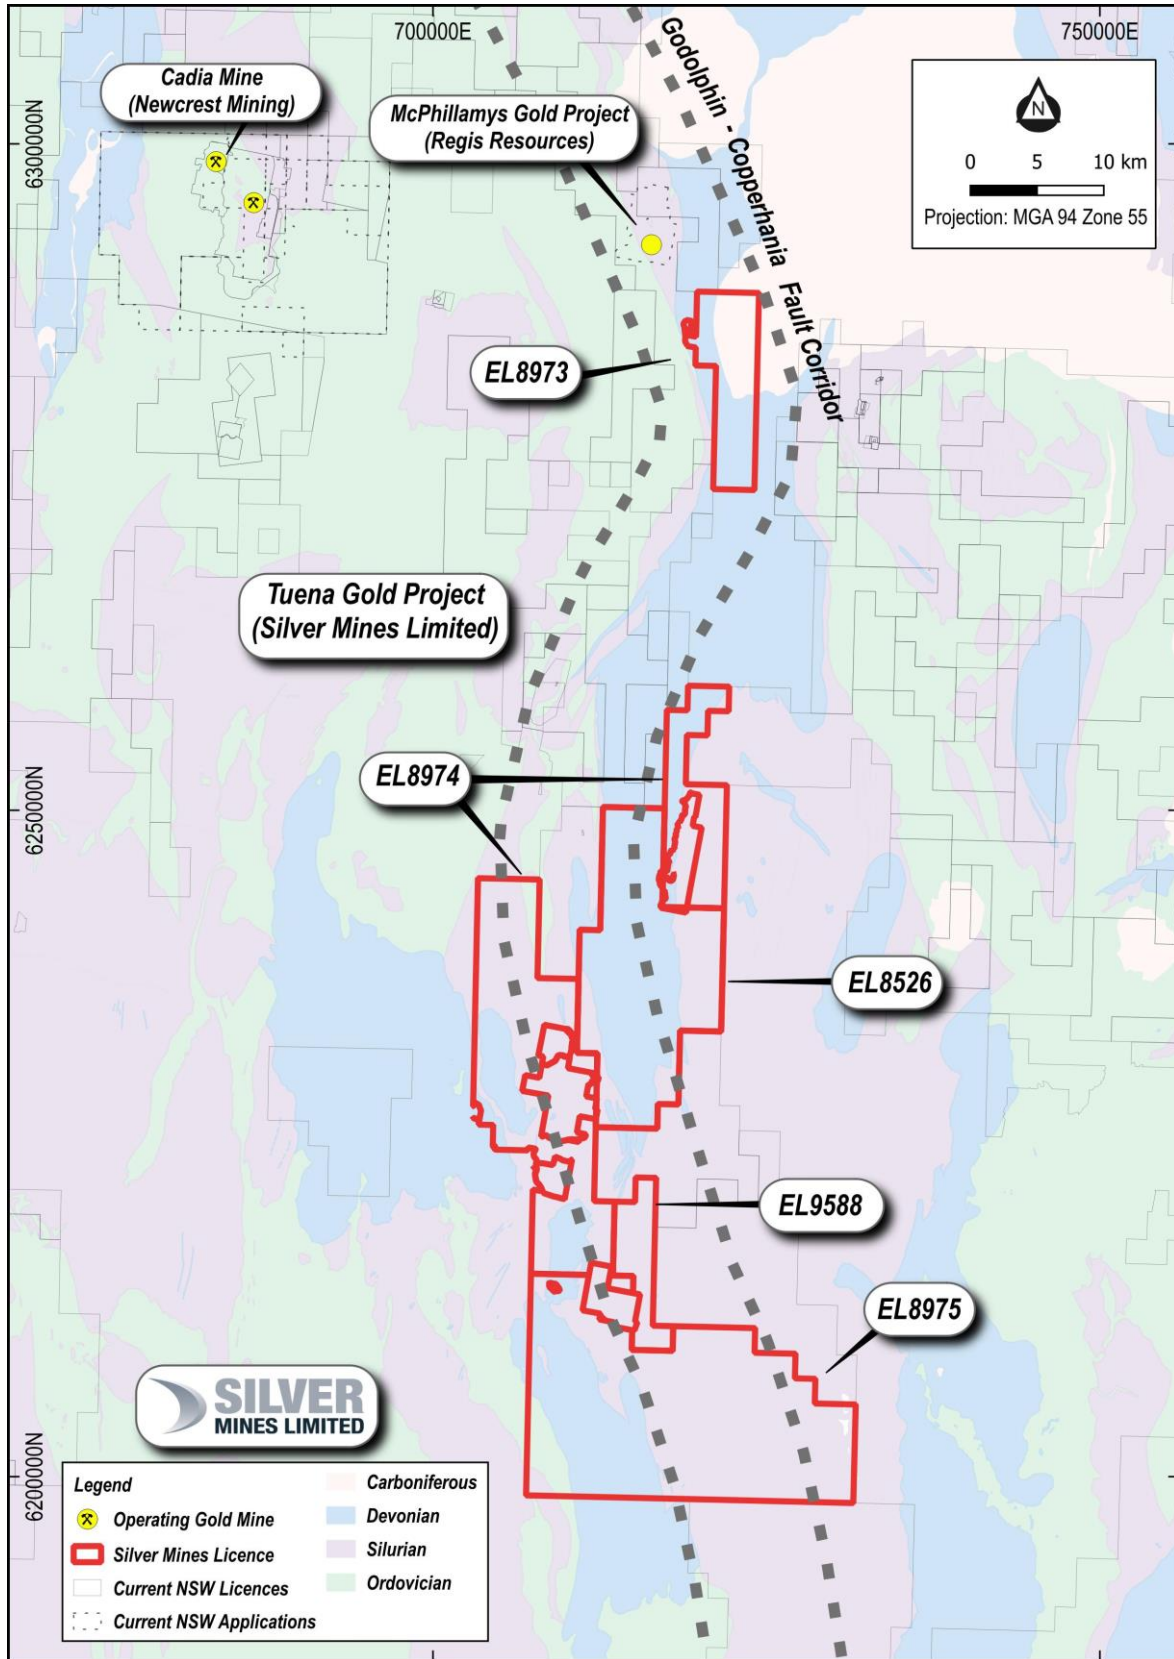 700000E
750000E
Cadia Mine
(Newcrest Mining)
McPhillamys Gold Project
(Regis Resources)
Godolphin - Copperhania Fault Corridor
N
0 5 10 km
Projection: MGA 94 Zone 55
6300000N
EL8973
Tuena Gold Project
(Silver Mines Limited)
EL8974
6250000N
EL8526
EL9588
EL8975
SILVER
MINES LIMITED
6200000N
Legend
Operating Gold Mine
Silver Mines Licence
Current NSW Licences
Current NSW Applications
Carboniferous
Devonian
Silurian
Ordovician